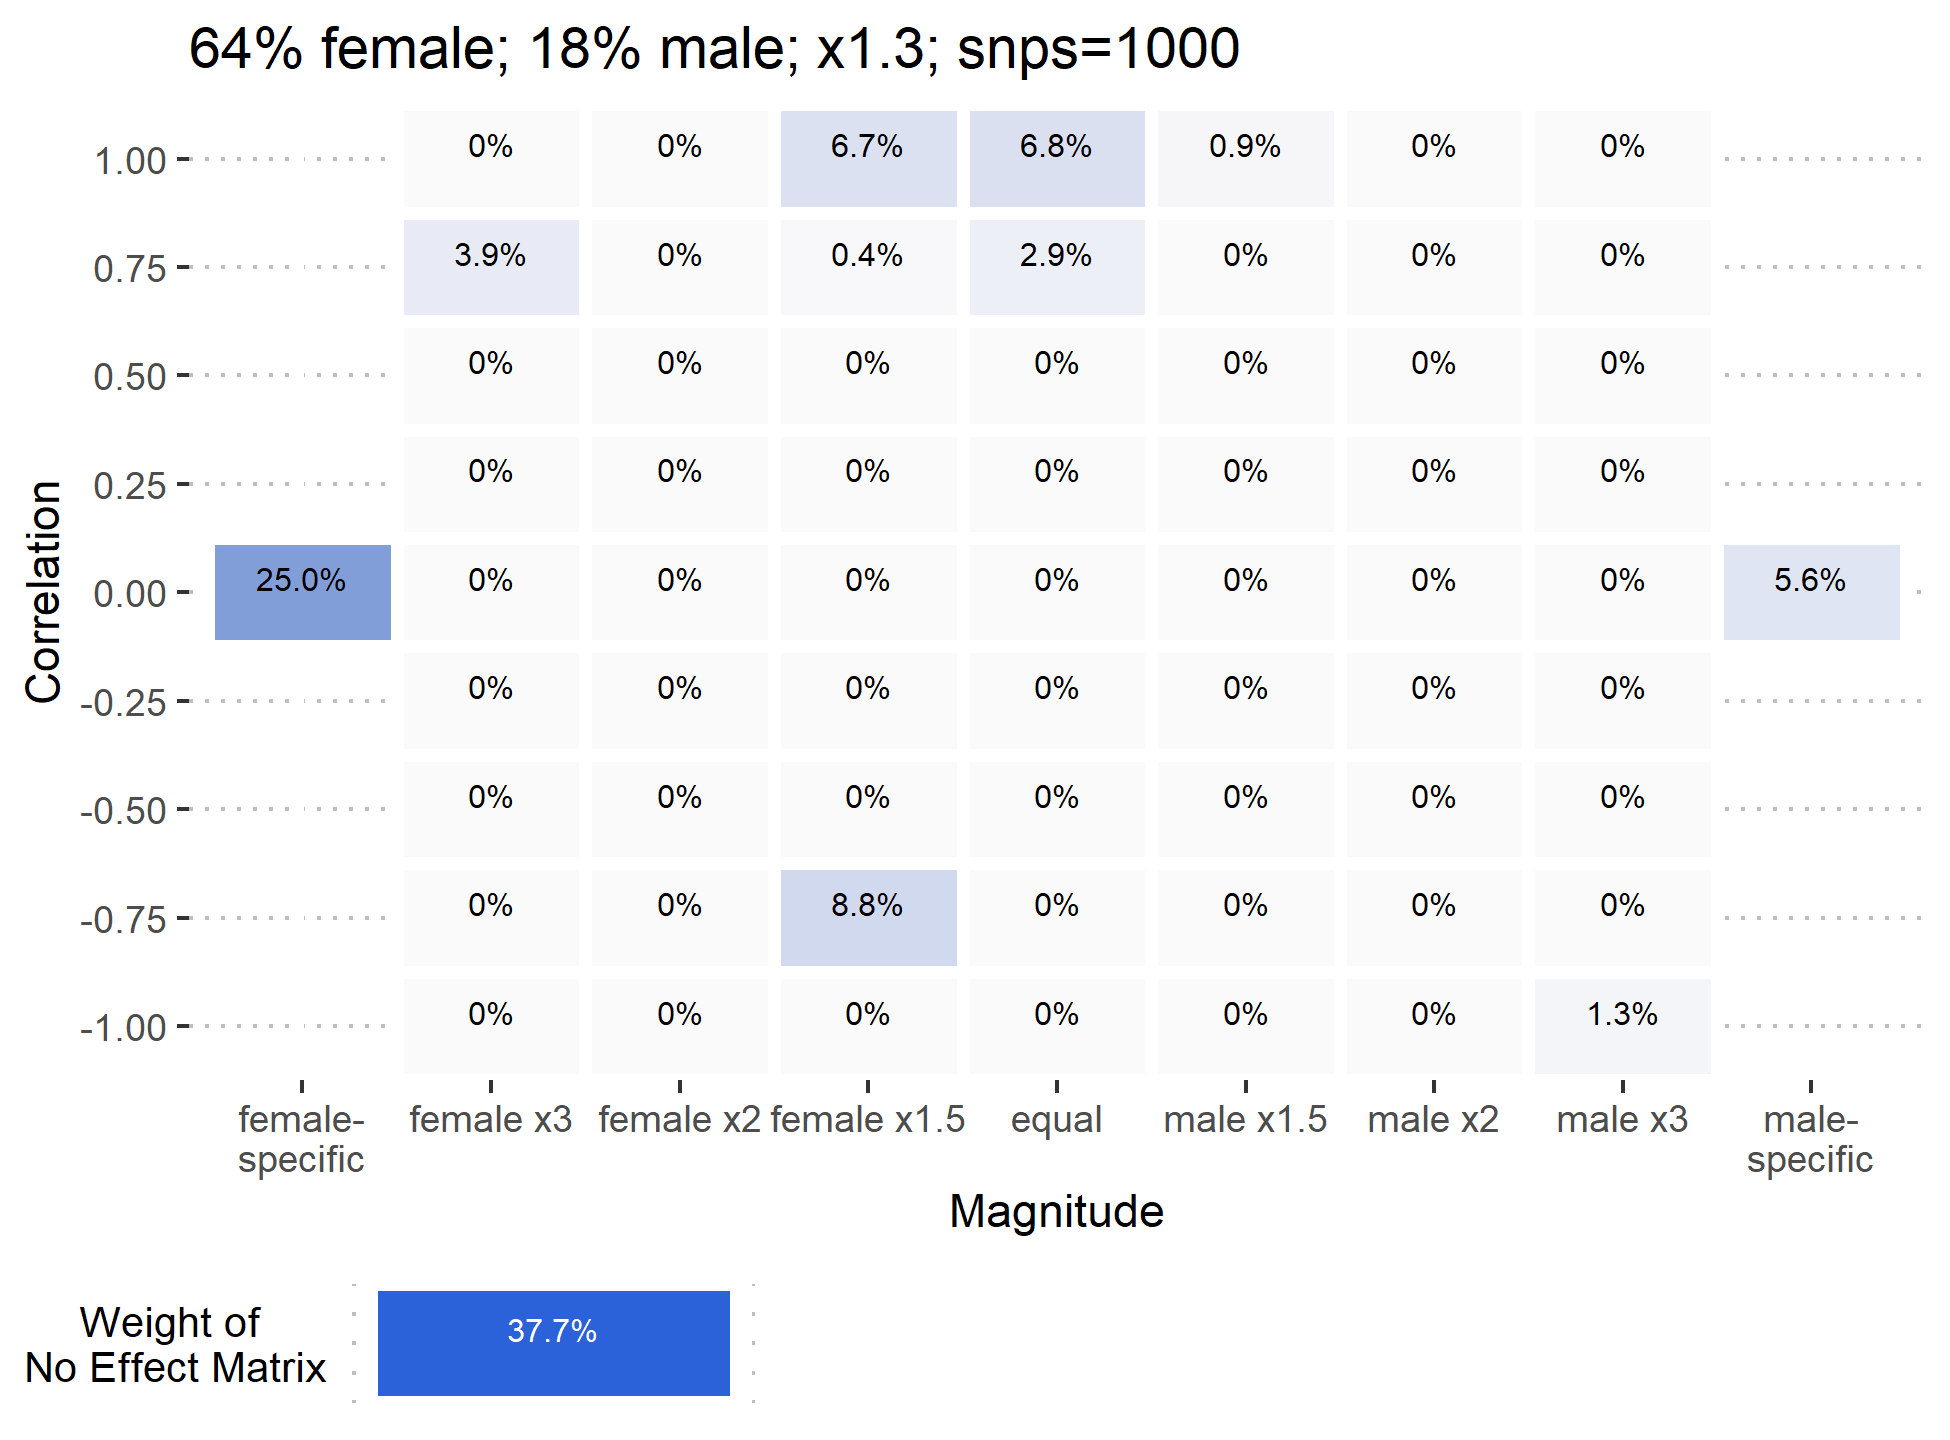 64% female; 18% male; x1.3; snps=1000
1.00 0% 0% 6.7% 6.8% 0.9% 0% 0%
0.75 3.9% 0% 0.4% 2.9% 0% 0% 0%
0.50 0% 0% 0% 0% 0% 0% 0%
0.25 0% 0% 0% 0% 0% 0% 0%
0.00 25.0% 0% 0% 0% 0% 0% 0% 0% 5.6%
-0.25 0% 0% 0% 0% 0% 0% 0%
-0.50 0% 0% 0% 0% 0% 0% 0%
-0.75 0% 0% 8.8% 0% 0% 0% 0%
-1.00 0% 0% 0% 0% 0% 0% 1.3%
Correlation
female-
specific
female x3
female x2
female x1.5
equal
male x1.5
male x2
male x3
male-
specific
Magnitude
Weight of
No Effect Matrix
37.7%